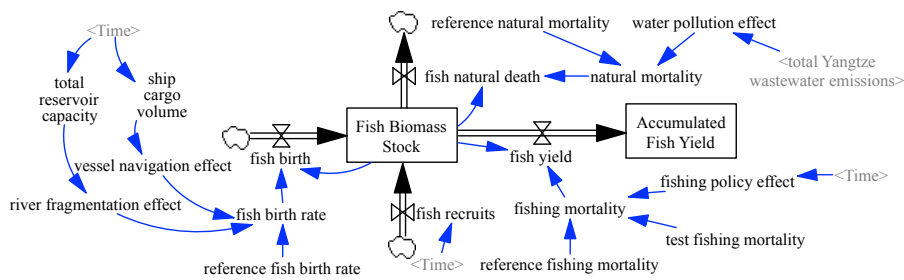 reference natural mortality
water pollution effect
<Time>
total
reservoir
capacity
ship
cargo
volume
fish natural death
natural mortality
<total Yangtze
wastewater emissions>
Fish Biomass
Stock
Accumulated
Fish Yield
vessel navigation effect
fish birth
fish yield
fishing policy effect
<Time>
river fragmentation effect
fish birth rate
fish recruits
fishing mortality
<Time>
reference fish birth rate
reference fishing mortality
test fishing mortality